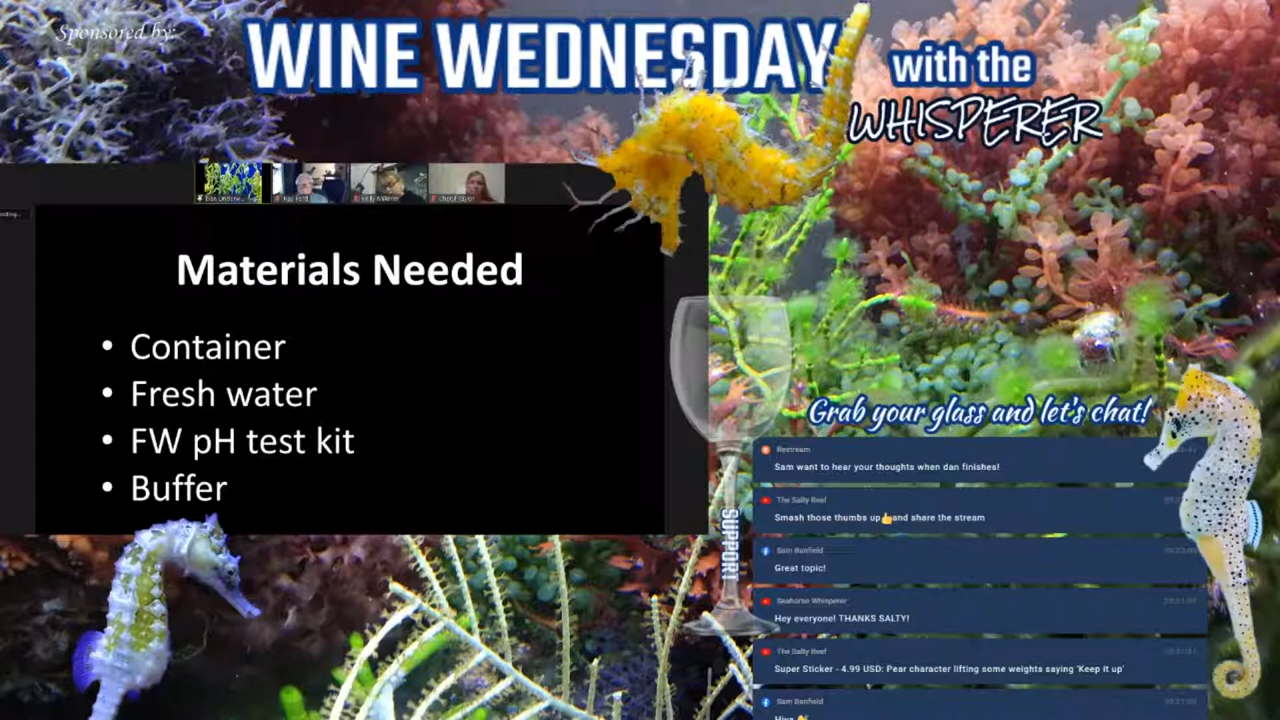 Sponsored by:
WINE WEDNESDAY
with the
WHISPERER
Materials Needed
• Container
• Fresh water
• FW pH test kit
• Buffer
Grab your glass and let's chat!
SUPPORT
Restream
Sam want to hear your thoughts when dan finishes!
The Salty Reef
Smash those thumbs up👍and share the stream
Sam Banfield
Great topic!
Seahorse Whisperer
Hey everyone! THANKS SALTY!
The Salty Reef
Super Sticker - 4.99 USD: Pear character lifting some weights saying 'Keep it up'
Sam Banfield
Hiya 👋